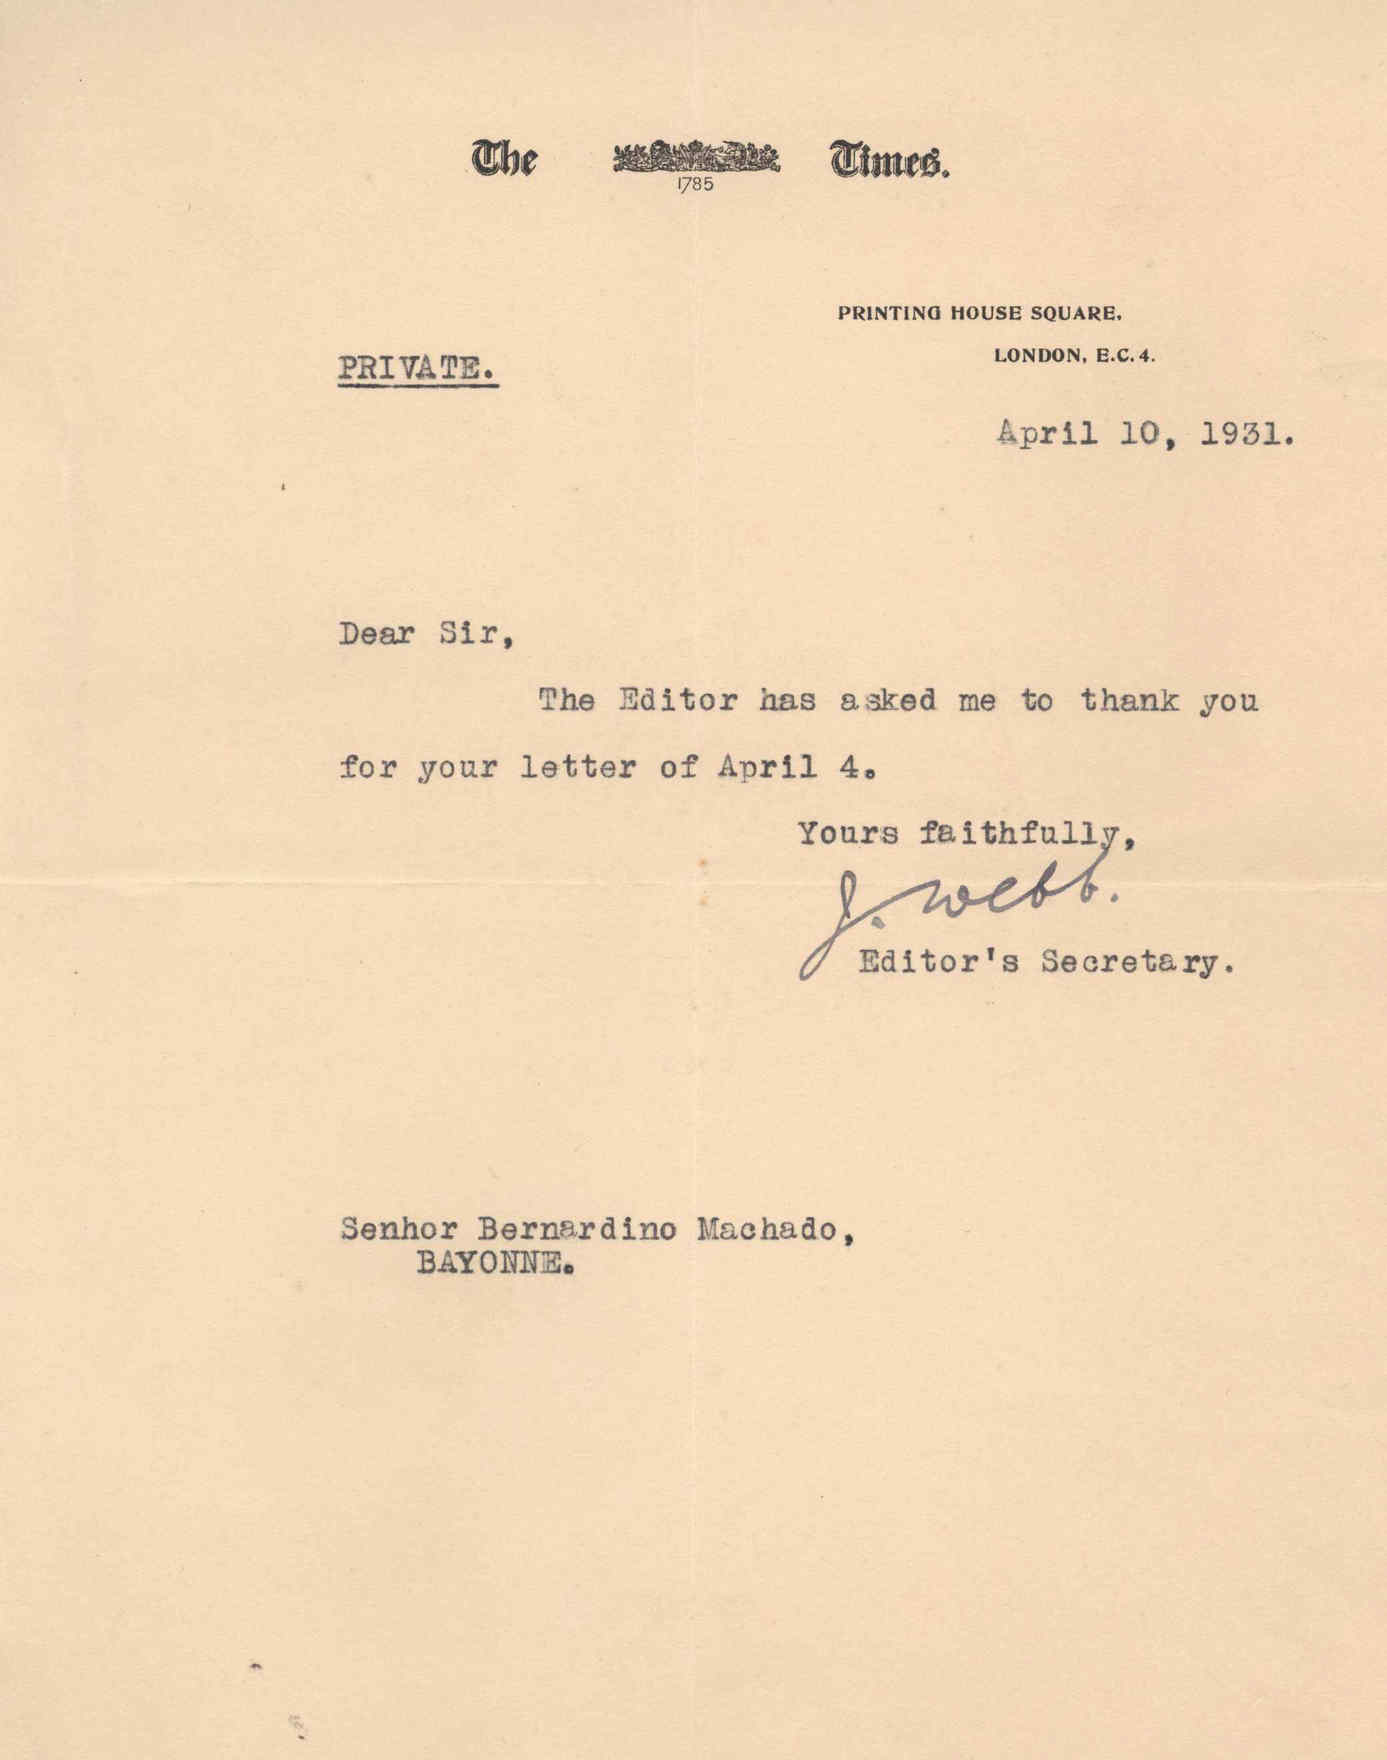 The Times.
1785
PRINTING HOUSE SQUARE,
LONDON, E.C.4.
PRIVATE.
April 10, 1931.
Dear Sir,
The Editor has asked me to thank you
for your letter of April 4.
Yours faithfully,
J. Webb.
Editor's Secretary.
Senhor Bernardino Machado,
BAYONNE.